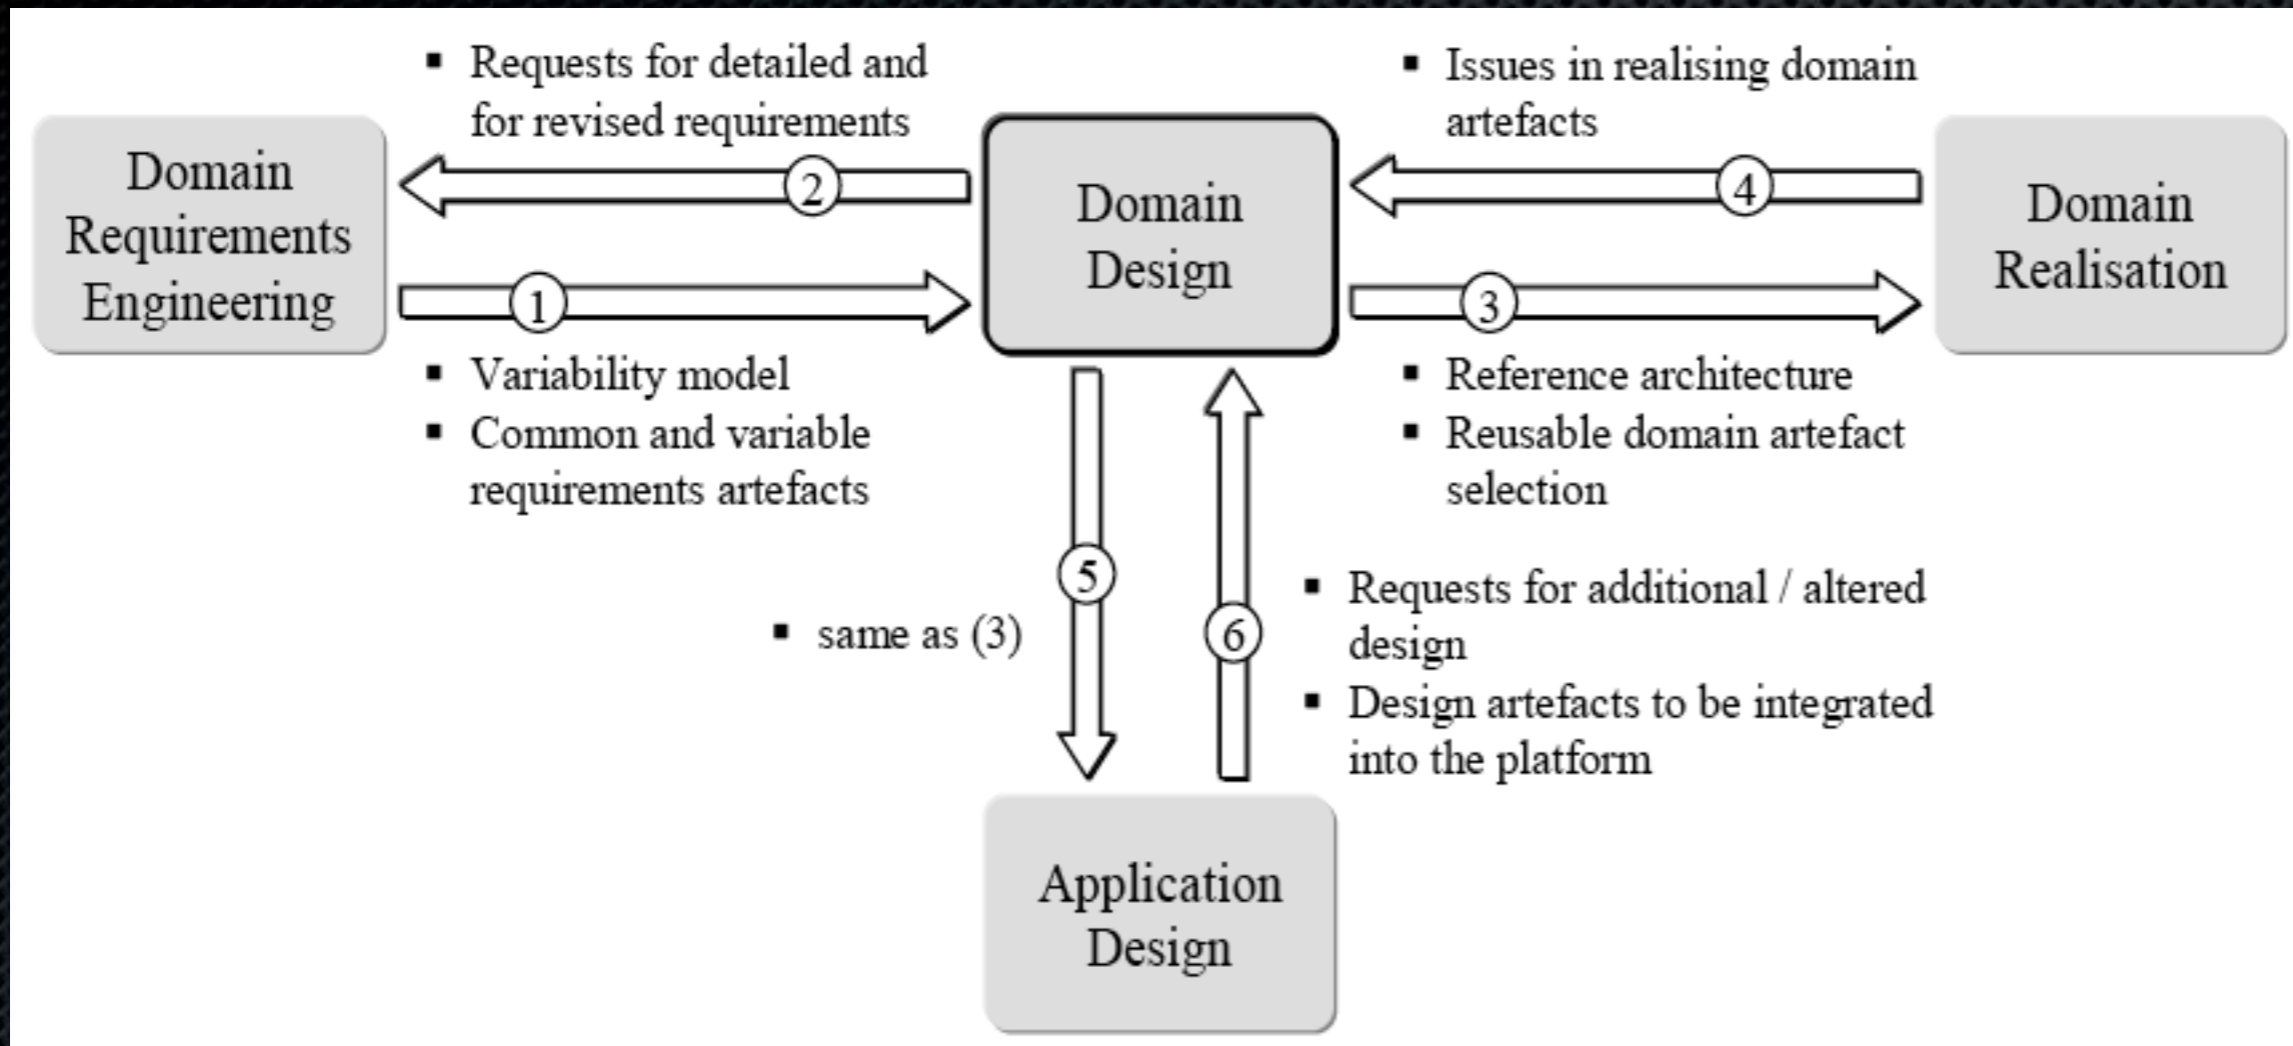 ▪ Requests for detailed and
for revised requirements
▪ Issues in realising domain
artefacts
Domain
Requirements
Engineering
2
Domain
Design
4
Domain
Realisation
1
3
▪ Variability model
▪ Common and variable
requirements artefacts
▪ Reference architecture
▪ Reusable domain artefact
selection
5
▪ same as (3)
6
▪ Requests for additional / altered
design
▪ Design artefacts to be integrated
into the platform
Application
Design